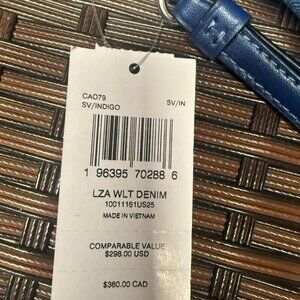 CAO79
SV/INDIGO SV/IN
1 96395 70288 6
LZA WLT DENIM
10011161US25
MADE IN VIETNAM
COMPARABLE VALUE
$298.00 USD
$360.00 CAD